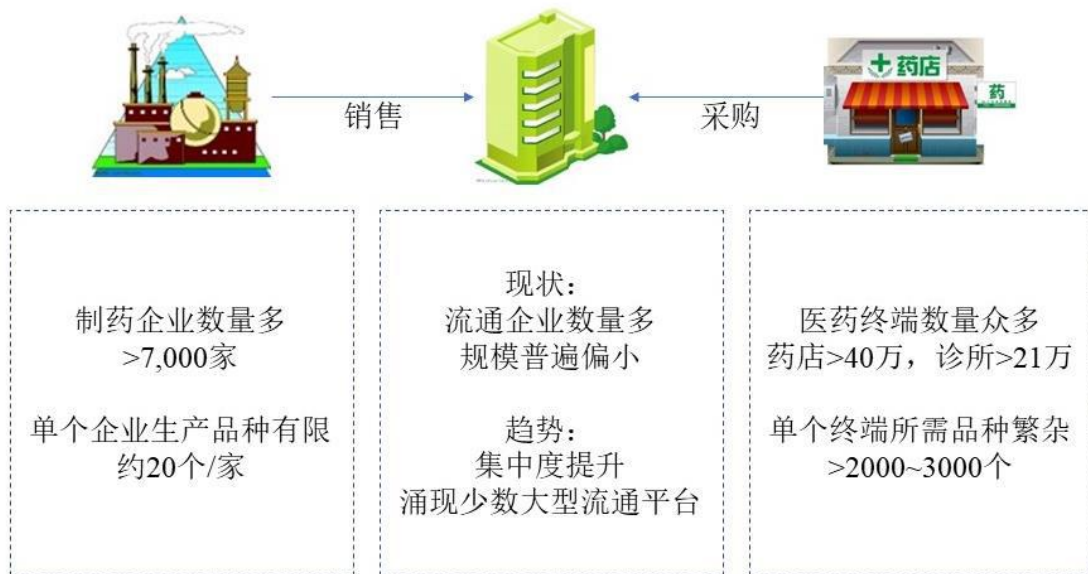 药店
药
销售
采购
制药企业数量多
>7,000家
单个企业生产品种有限
约20个/家
现状：
流通企业数量多
规模普遍偏小
趋势：
集中度提升
涌现少数大型流通平台
医药终端数量众多
药店>40万，诊所>21万
单个终端所需品种繁杂
>2000~3000个